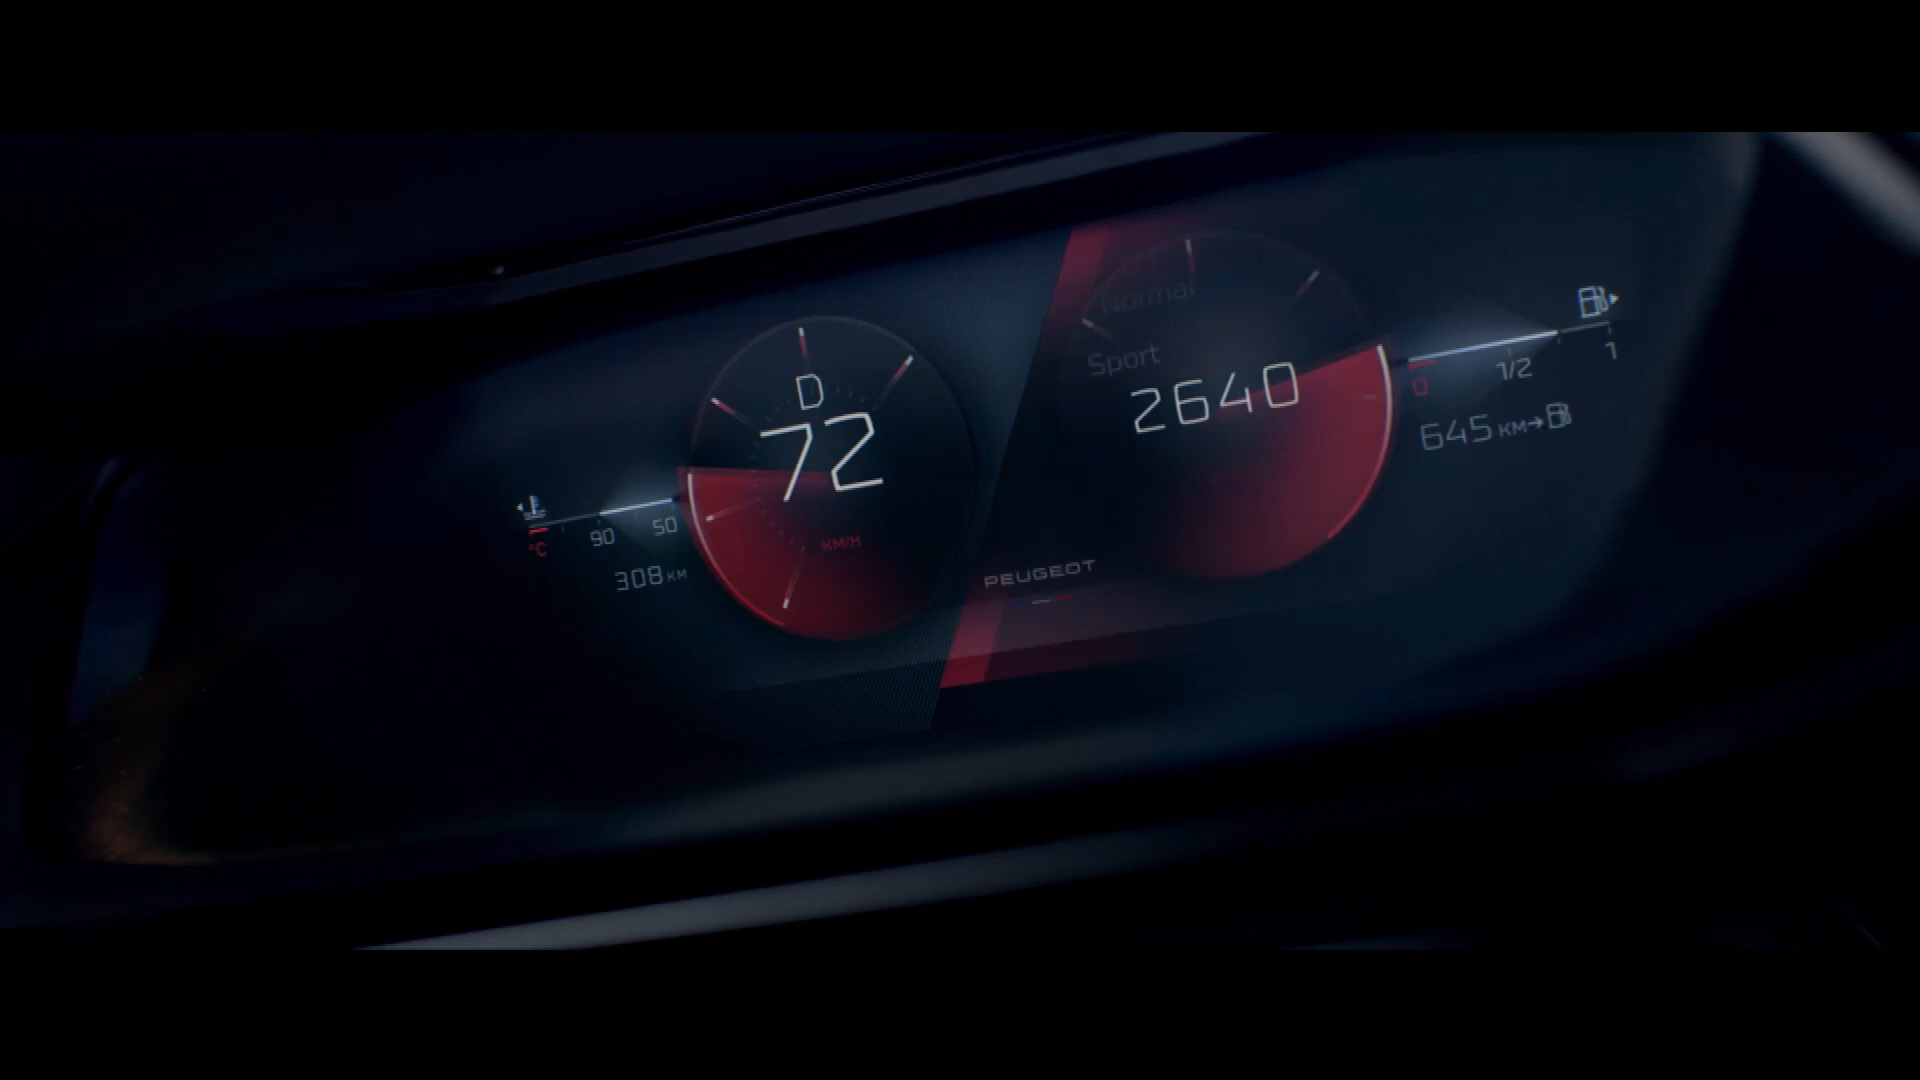 Normal
Sport
D
72
KM/H
2640
°C 90 50
308 KM
0 1/2 1
645 KM
PEUGEOT